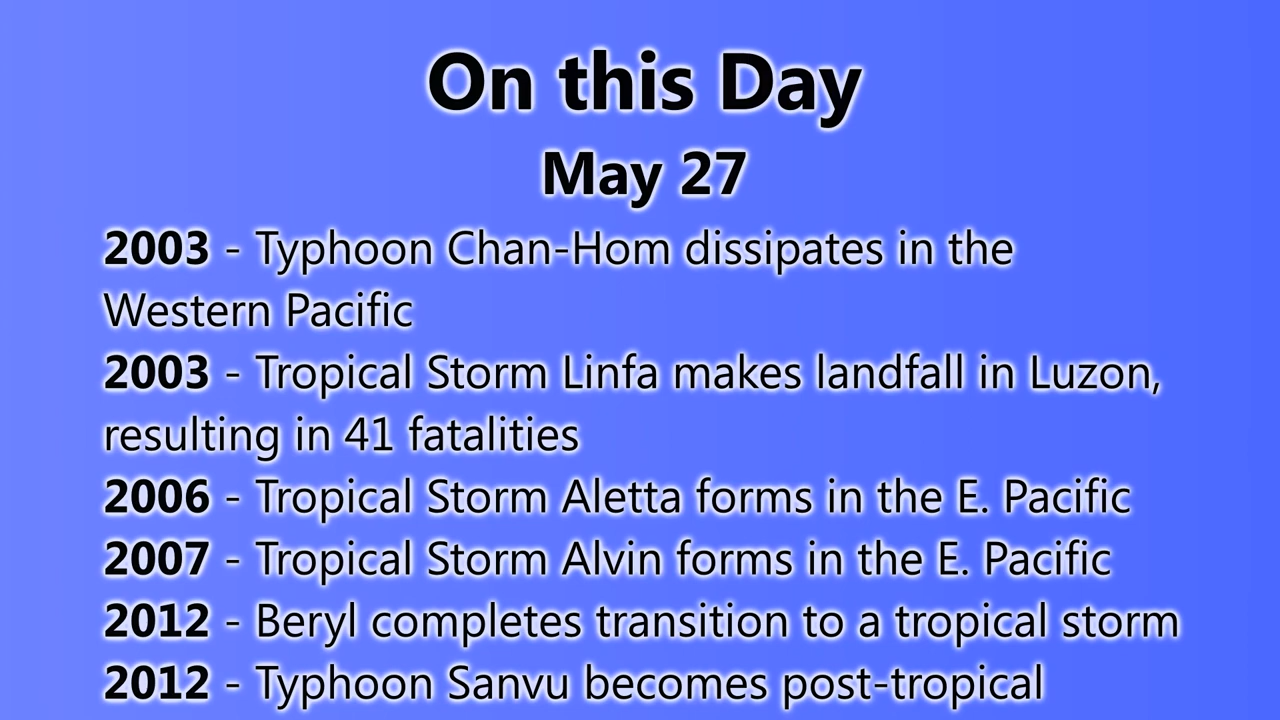 On this Day
May 27
2003 - Typhoon Chan-Hom dissipates in the
Western Pacific
2003 - Tropical Storm Linfa makes landfall in Luzon,
resulting in 41 fatalities
2006 - Tropical Storm Aletta forms in the E. Pacific
2007 - Tropical Storm Alvin forms in the E. Pacific
2012 - Beryl completes transition to a tropical storm
2012 - Typhoon Sanvu becomes post-tropical